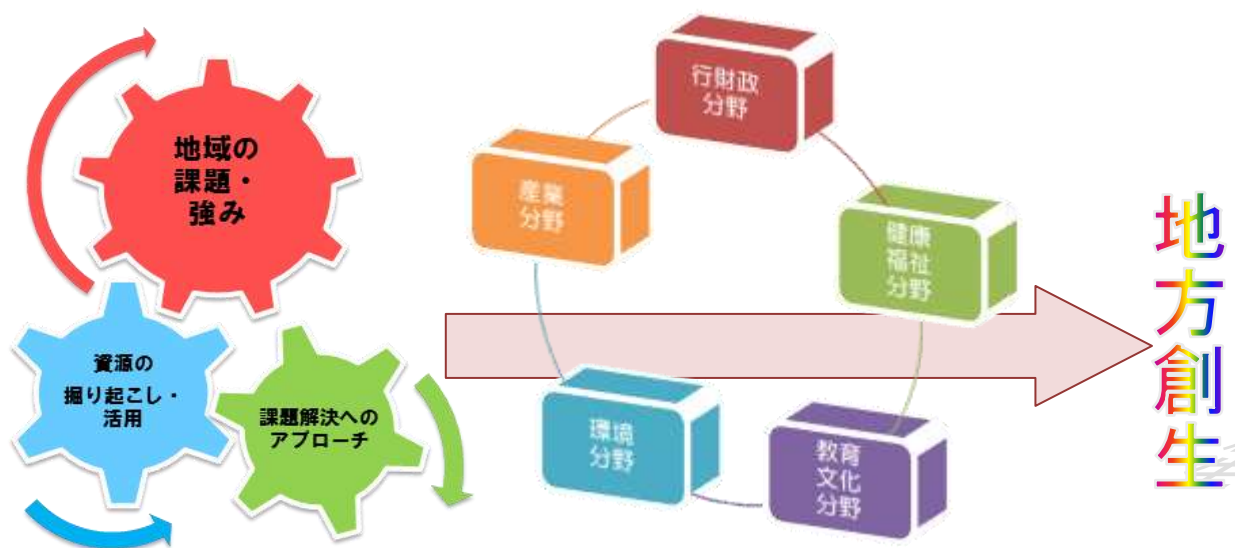 地域の
課題・
強み
資源の
掘り起こし・
活用
課題解決への
アプローチ
行財政
分野
産業
分野
健康
福祉
分野
環境
分野
教育
文化
分野
地方創生